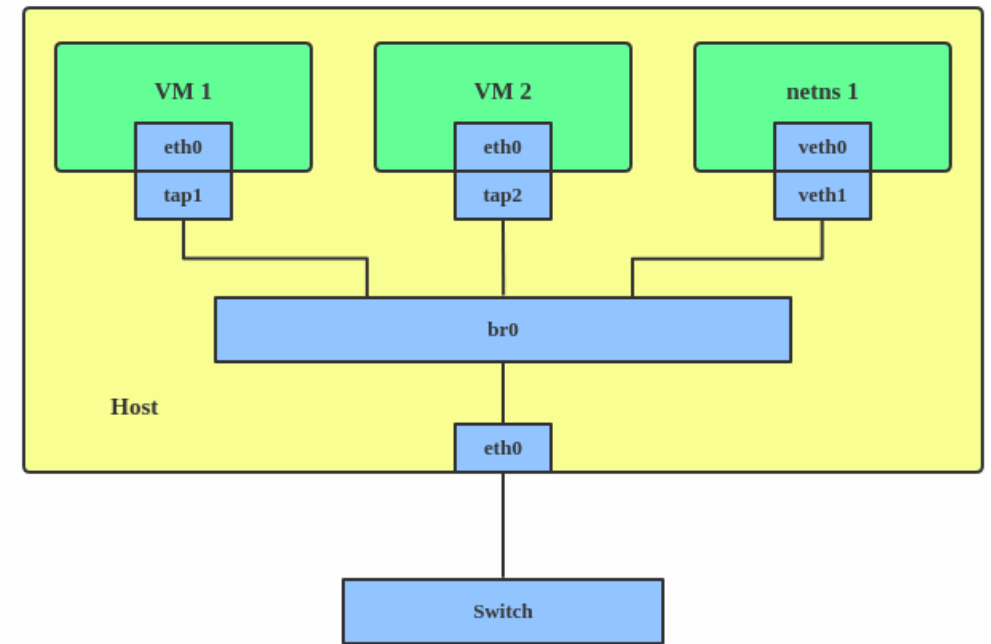 VM 1
VM 2
netns 1
eth0
eth0
veth0
tap1
tap2
veth1
br0
Host
eth0
Switch